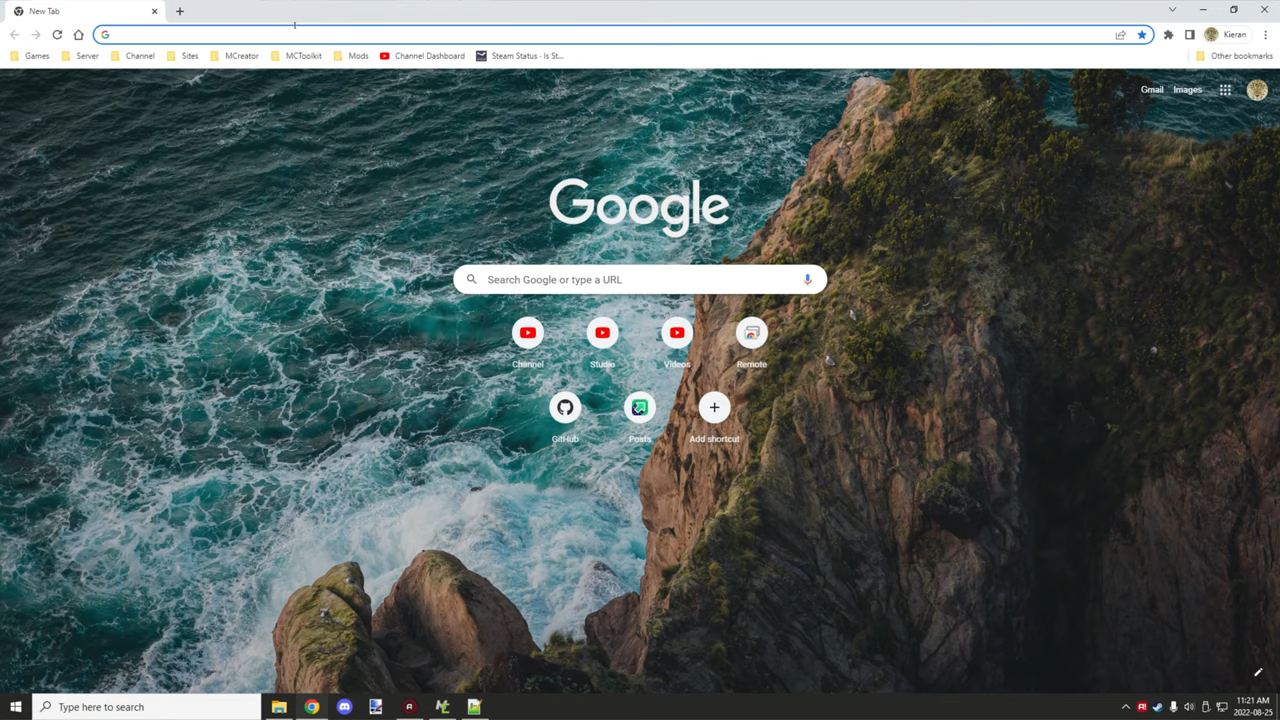 New Tab
Kieran
Games
Server
Channel
Sites
MCreator
MCToolkit
Mods
Channel Dashboard
Steam Status - Is St...
Other bookmarks
Gmail
Images
Google
Search Google or type a URL
Channel
Studio
Videos
Remote
GitHub
Posts
Add shortcut
Type here to search
11:21 AM
2022-08-25